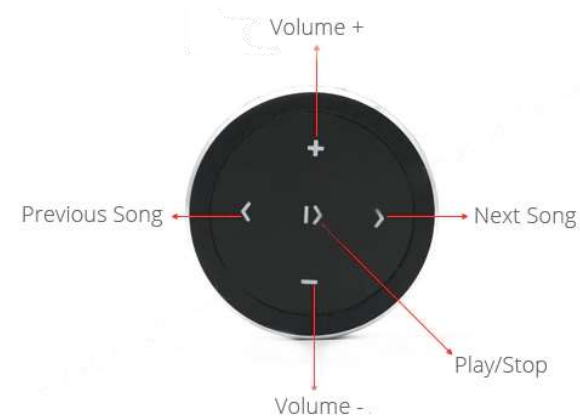 Volume +
Previous Song
Next Song
Play/Stop
Volume -